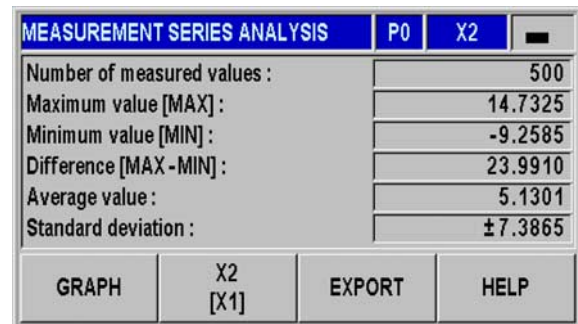 MEASUREMENT SERIES ANALYSIS P0 X2
Number of measured values : 500
Maximum value [MAX] : 14.7325
Minimum value [MIN] : -9.2585
Difference [MAX-MIN] : 23.9910
Average value : 5.1301
Standard deviation : ±7.3865
GRAPH X2 EXPORT HELP
[X1]